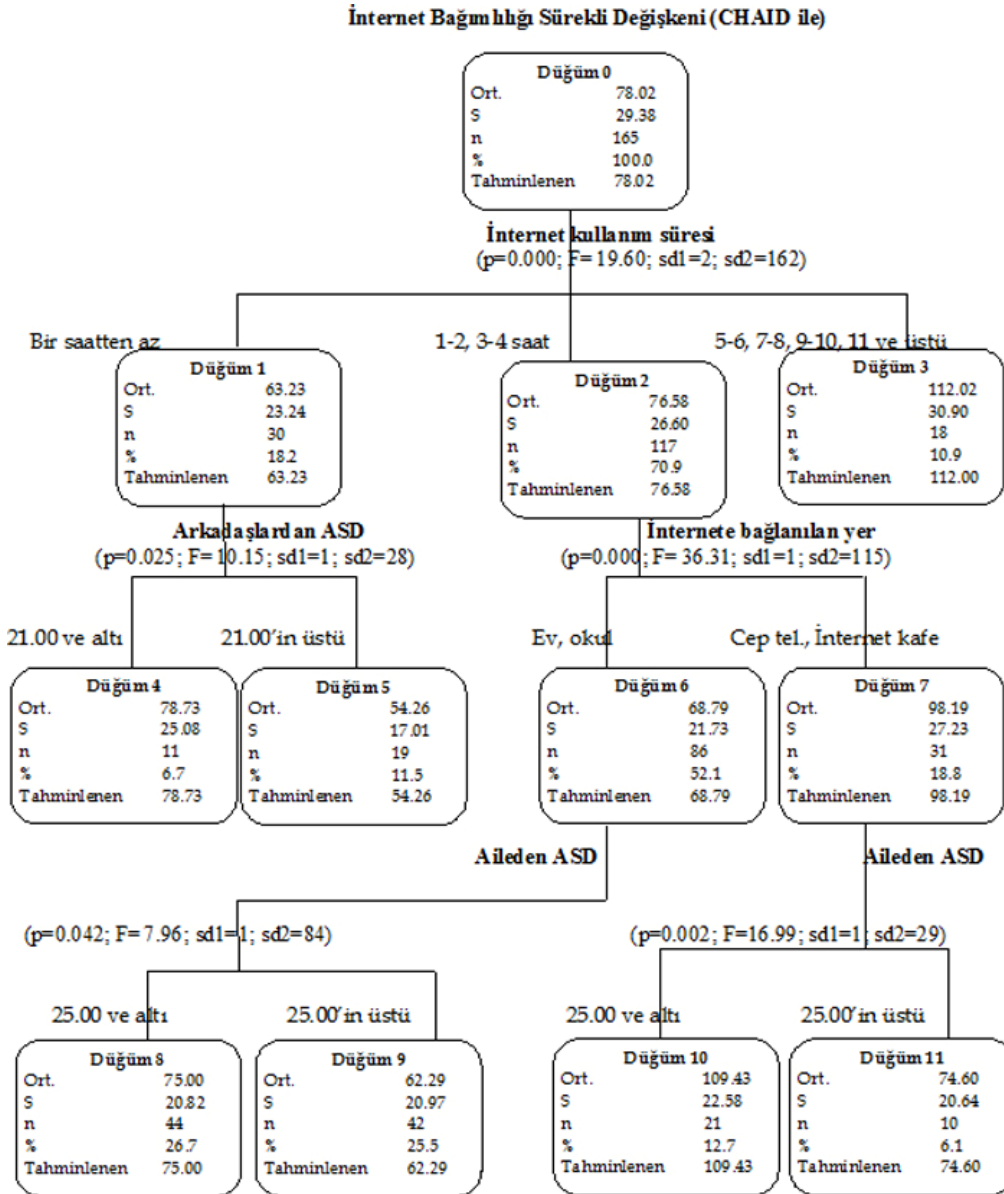 İnternet Bağımlılığı Sürekli Değişkeni (CHAID ile)
Düğüm 0
Ort. 78.02
S 29.38
n 165
% 100.0
Tahminlenen 78.02
İnternet kullanım süresi
(p=0.000; F=19.60; sd1=2; sd2=162)
Bir saatten az
1-2, 3-4 saat
5-6, 7-8, 9-10, 11 ve üstü
Düğüm 1
Ort. 63.23
S 23.24
n 30
% 18.2
Tahminlenen 63.23
Düğüm 2
Ort. 76.58
S 26.60
n 117
% 70.9
Tahminlenen 76.58
Düğüm 3
Ort. 112.02
S 30.90
n 18
% 10.9
Tahminlenen 112.00
Arkadaşlardan ASD
(p=0.025; F=10.15; sd1=1; sd2=28)
İnternete bağlanılan yer
(p=0.000; F=36.31; sd1=1; sd2=115)
21.00 ve altı
21.00'in üstü
Ev, okul
Cep tel., İnternet kafe
Düğüm 4
Ort. 78.73
S 25.08
n 11
% 6.7
Tahminlenen 78.73
Düğüm 5
Ort. 54.26
S 17.01
n 19
% 11.5
Tahminlenen 54.26
Düğüm 6
Ort. 68.79
S 21.73
n 86
% 52.1
Tahminlenen 68.79
Düğüm 7
Ort. 98.19
S 27.23
n 31
% 18.8
Tahminlenen 98.19
Aileden ASD
(p=0.042; F=7.96; sd1=1; sd2=84)
Aileden ASD
(p=0.002; F=16.99; sd1=1; sd2=29)
25.00 ve altı
25.00'in üstü
25.00 ve altı
25.00'in üstü
Düğüm 8
Ort. 75.00
S 20.82
n 44
% 26.7
Tahminlenen 75.00
Düğüm 9
Ort. 62.29
S 20.97
n 42
% 25.5
Tahminlenen 62.29
Düğüm 10
Ort. 109.43
S 22.58
n 21
% 12.7
Tahminlenen 109.43
Düğüm 11
Ort. 74.60
S 20.64
n 10
% 6.1
Tahminlenen 74.60